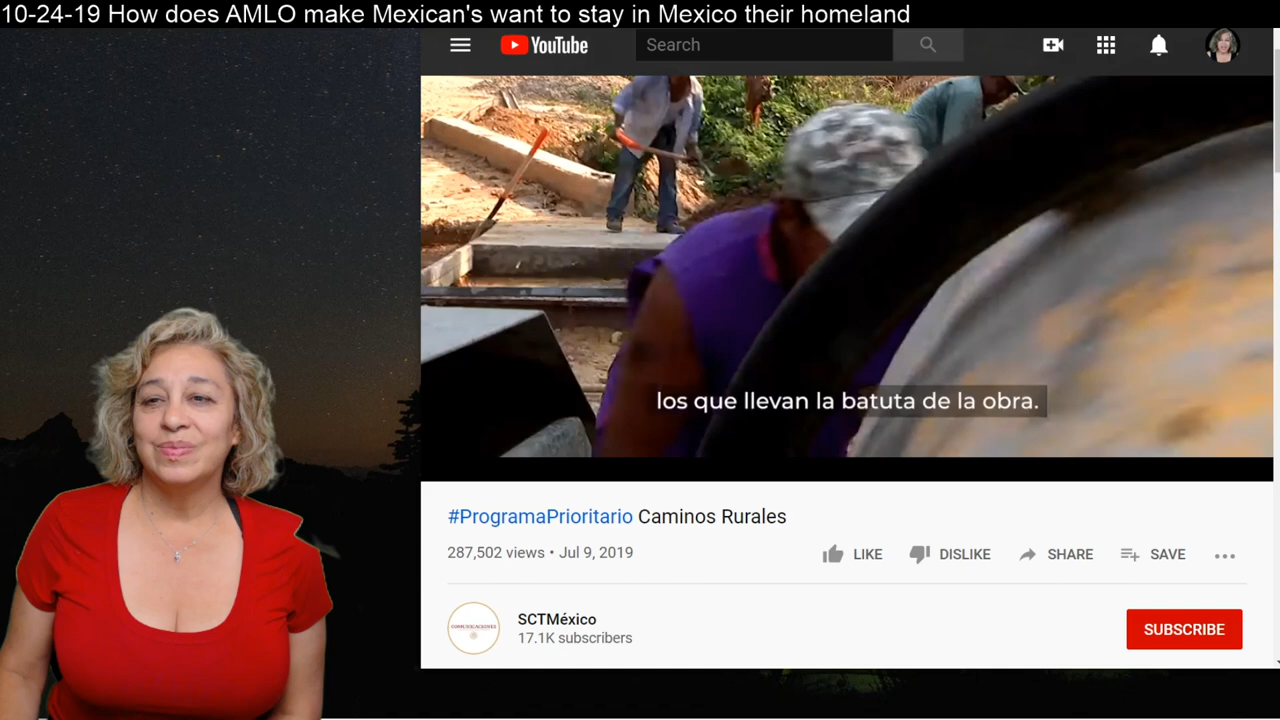 10-24-19 How does AMLO make Mexican's want to stay in Mexico their homeland
YouTube
Search
los que llevan la batuta de la obra.
#ProgramaPrioritario Caminos Rurales
287,502 views • Jul 9, 2019
LIKE
DISLIKE
SHARE
SAVE
COMUNICACIONES
SCTMéxico
17.1K subscribers
SUBSCRIBE